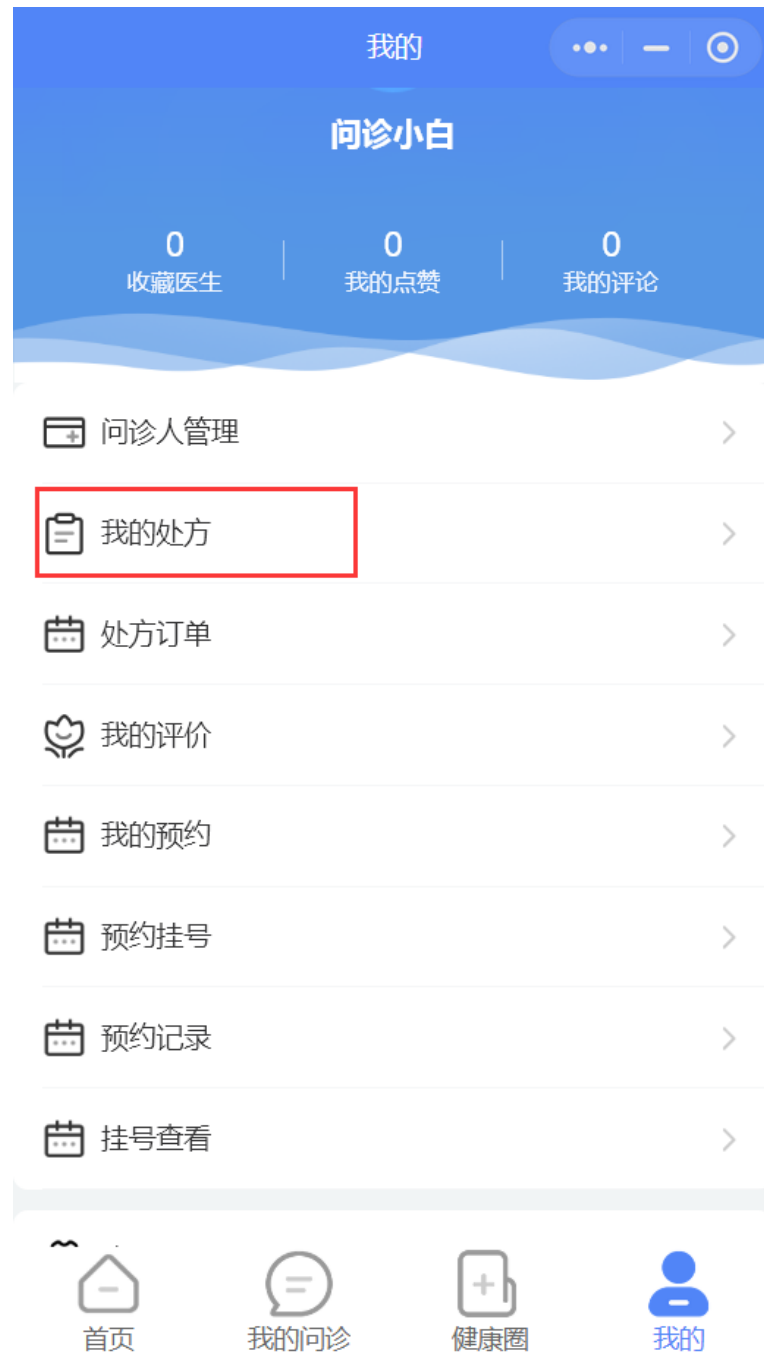 我的
问诊小白
0 0 0
收藏医生 我的点赞 我的评论
问诊人管理
我的处方
处方订单
我的评价
我的预约
预约挂号
预约记录
挂号查看
首页 我的问诊 健康圈 我的